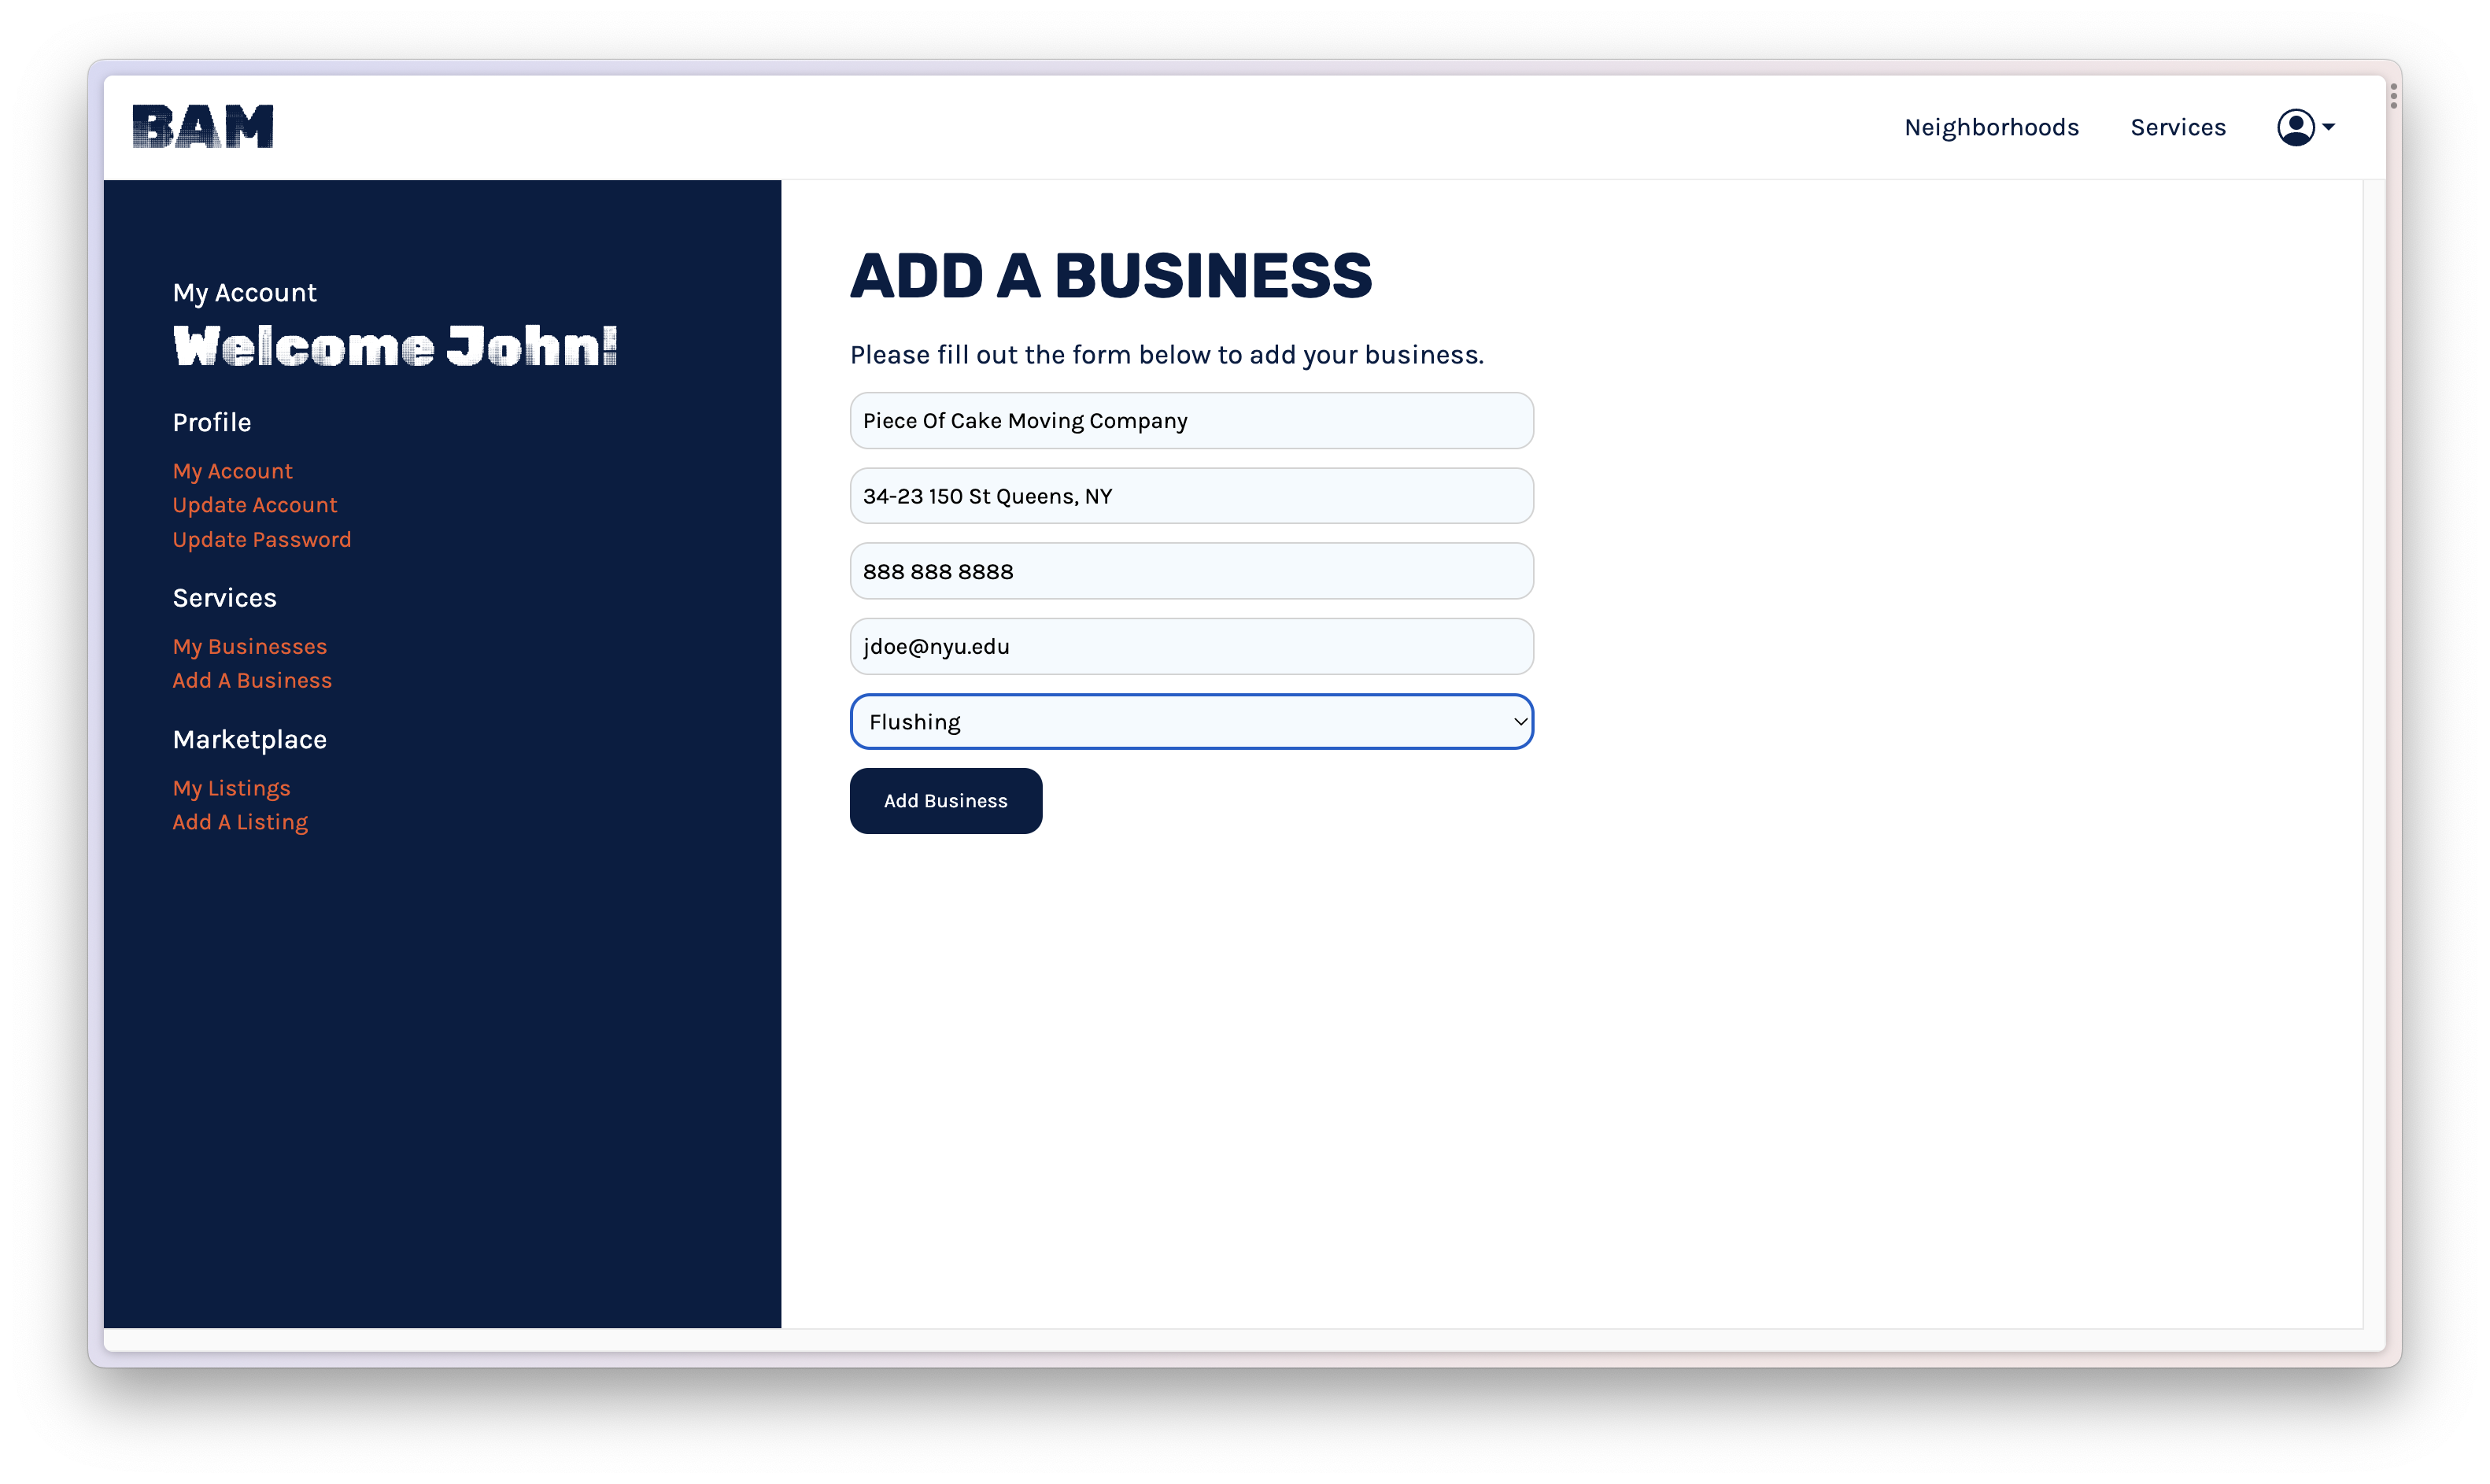 BAM
Neighborhoods
Services
My Account
Welcome John!
Profile
My Account
Update Account
Update Password
Services
My Businesses
Add A Business
Marketplace
My Listings
Add A Listing
ADD A BUSINESS
Please fill out the form below to add your business.
Piece Of Cake Moving Company
34-23 150 St Queens, NY
888 888 8888
jdoe@nyu.edu
Flushing
Add Business